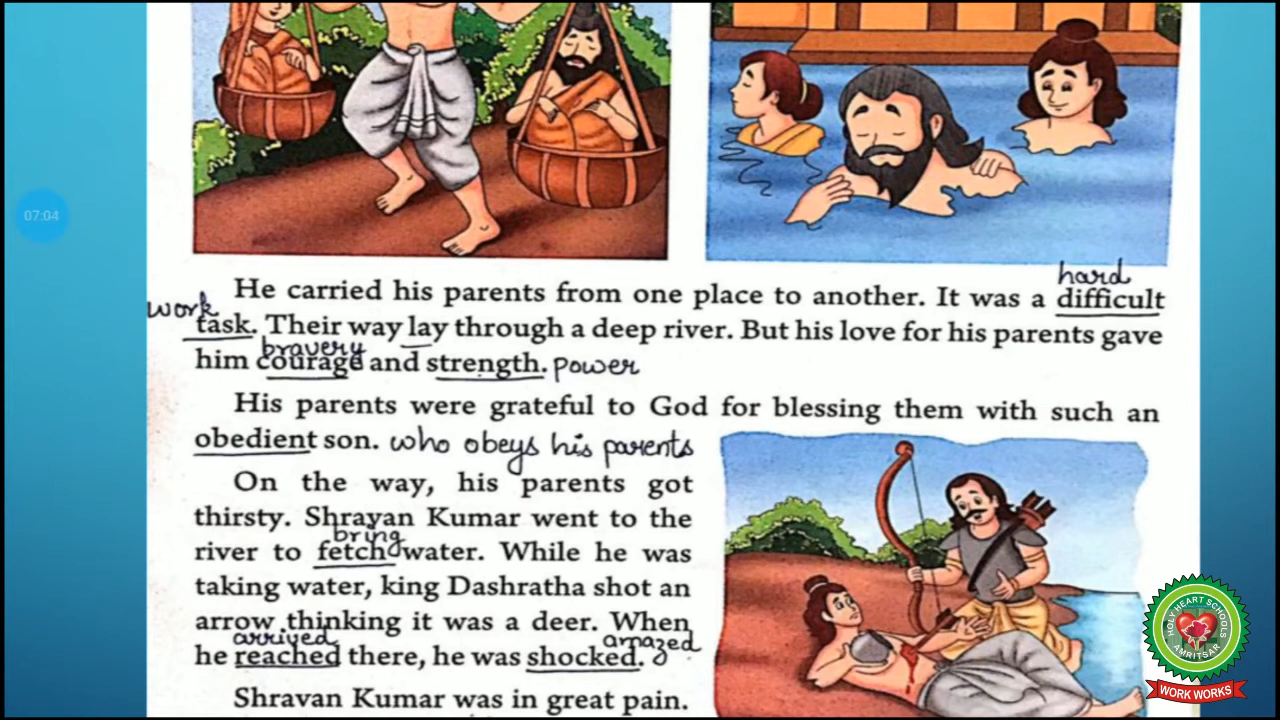 07:04
hard
He carried his parents from one place to another. It was a difficult
work
task. Their way lay through a deep river. But his love for his parents gave
bravery
him courage and strength. power
His parents were grateful to God for blessing them with such an
obedient son. who obeys his parents
On the way, his parents got
thirsty. Shravan Kumar went to the
bring
river to fetch water. While he was
taking water, king Dashratha shot an
arrow thinking it was a deer. When
arrived amazed
he reached there, he was shocked.
Shravan Kumar was in great pain.
HOLY HEART SCHOOLS
AMRITSAR
WORK WORKS